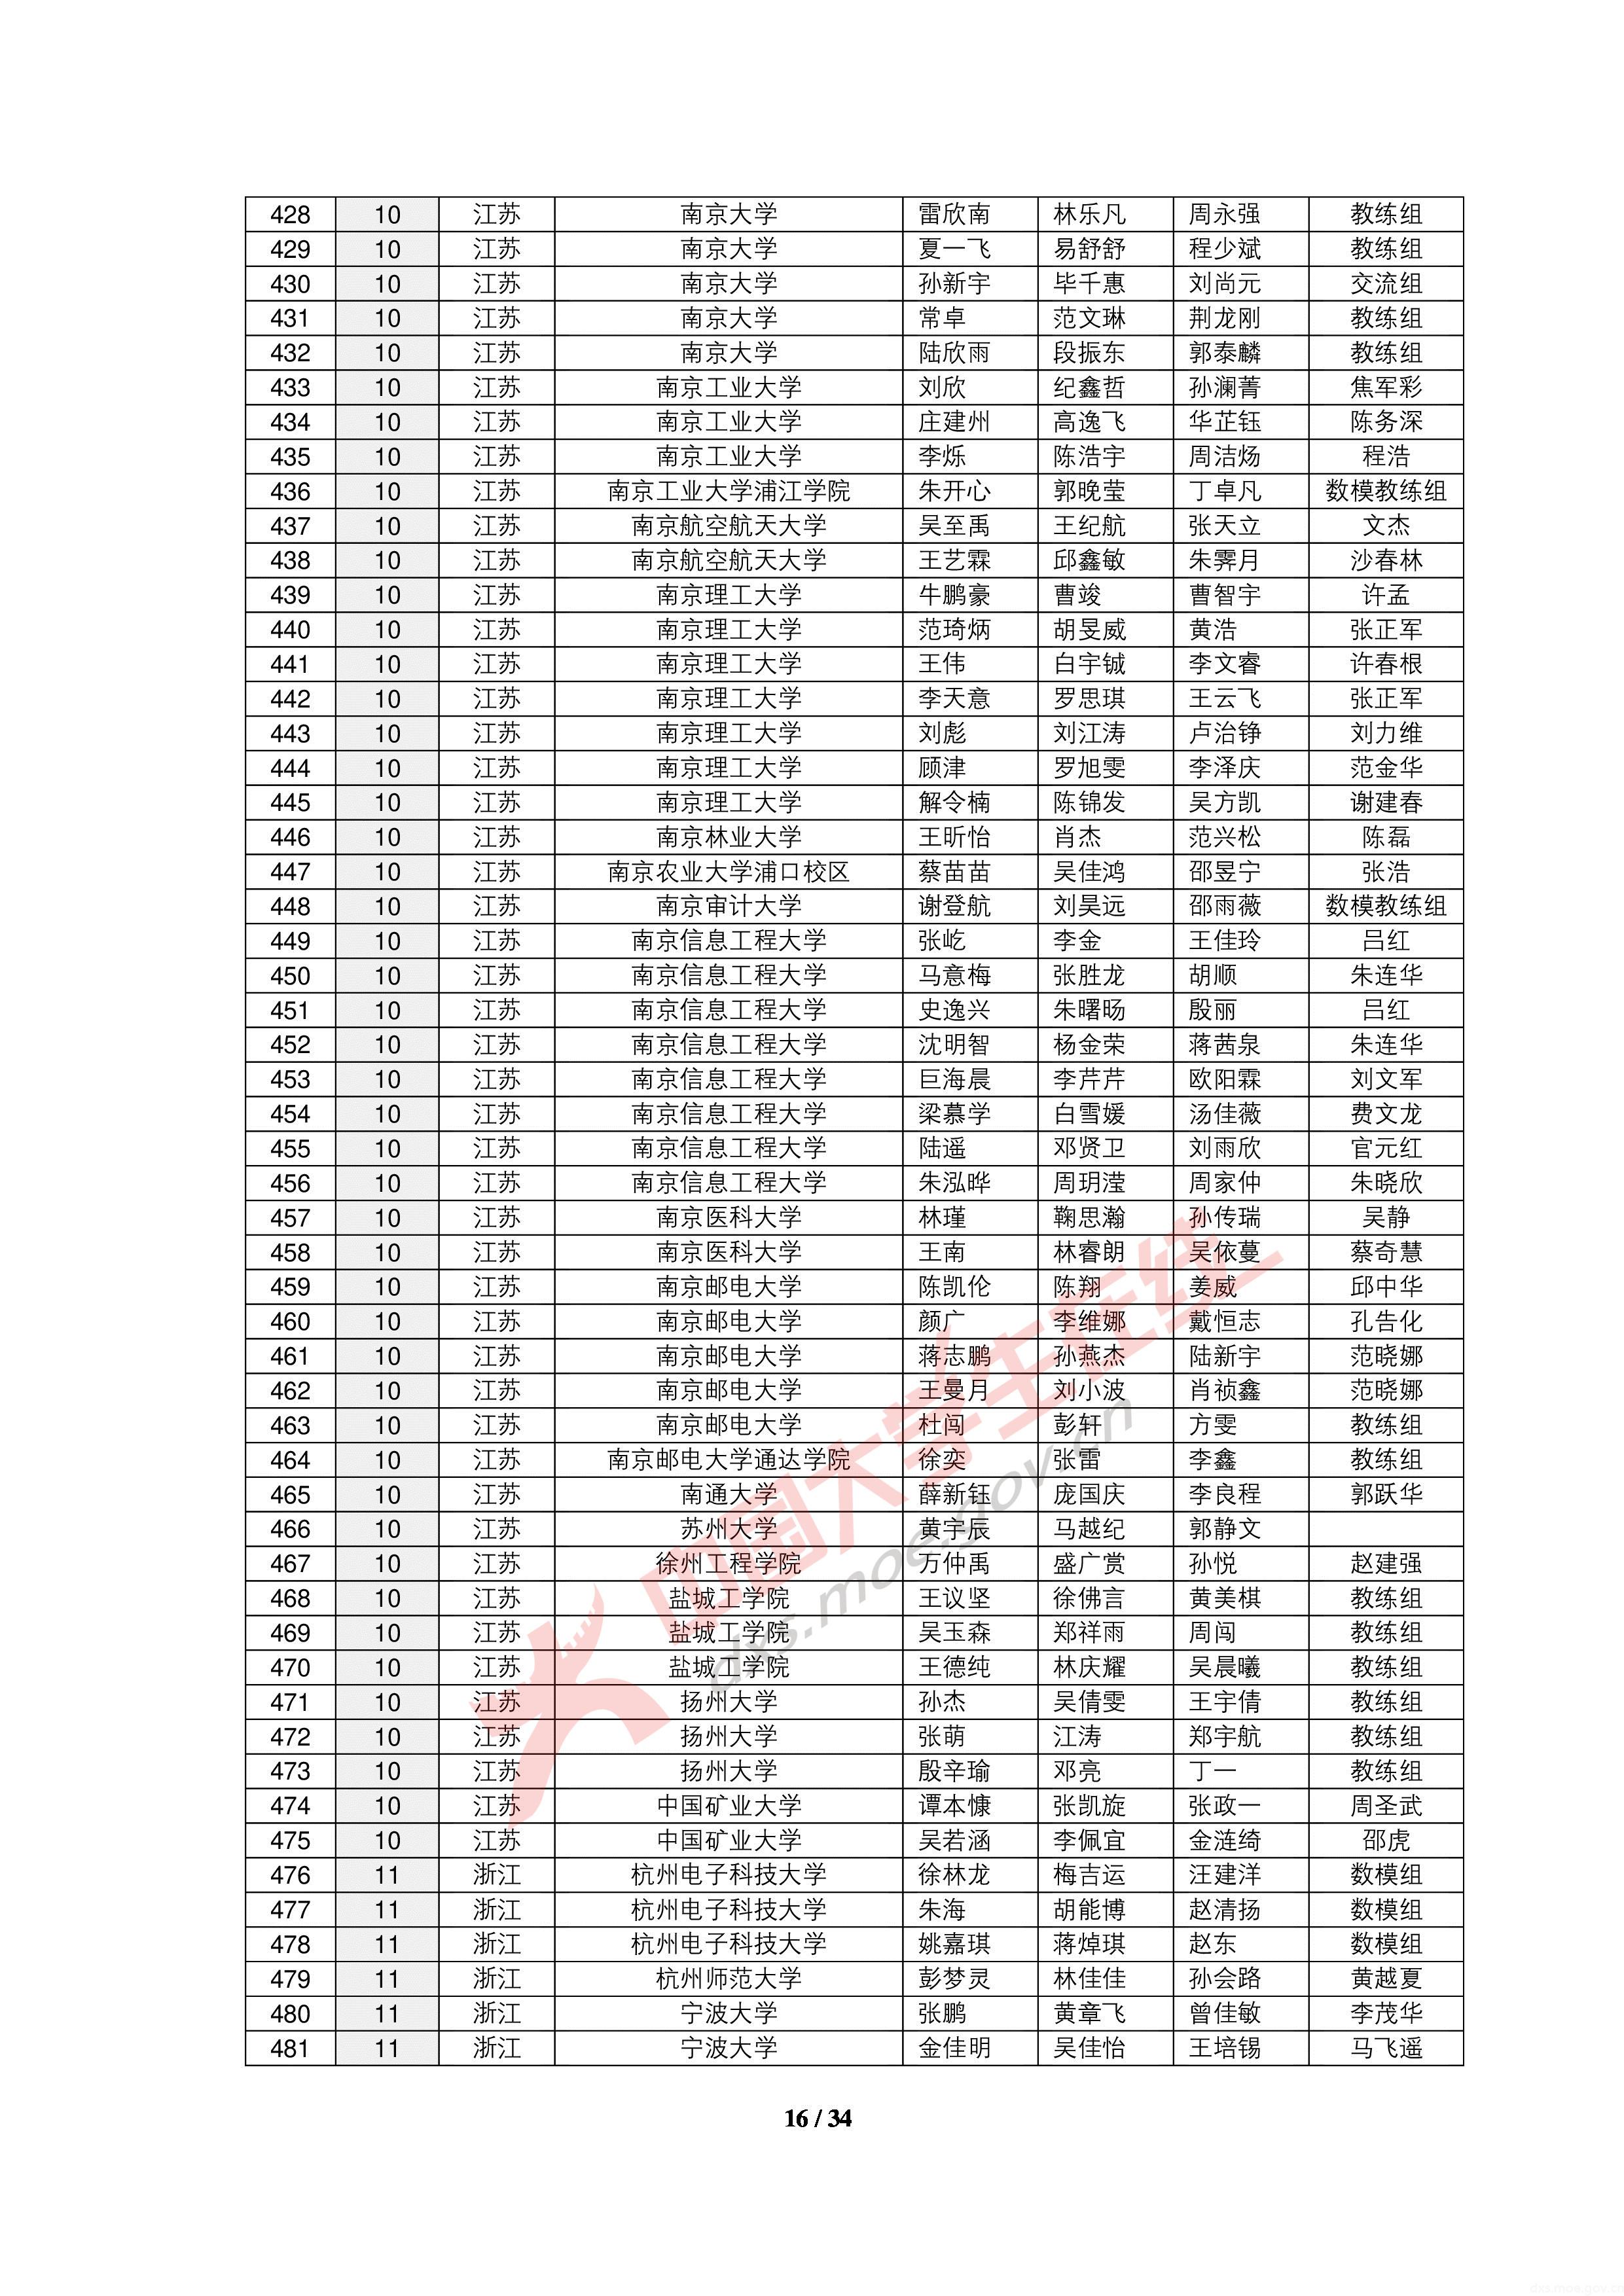 428 10 江苏 南京大学 雷欣南 林乐凡 周永强 教练组
429 10 江苏 南京大学 夏一飞 易舒舒 程少斌 教练组
430 10 江苏 南京大学 孙新宇 毕千惠 刘尚元 交流组
431 10 江苏 南京大学 常卓 范文琳 荆龙刚 教练组
432 10 江苏 南京大学 陆欣雨 段振东 郭泰麟 教练组
433 10 江苏 南京工业大学 刘欣 纪鑫哲 孙澜菁 焦军彩
434 10 江苏 南京工业大学 庄建州 高逸飞 华芷钰 陈务深
435 10 江苏 南京工业大学 李烁 陈浩宇 周洁炀 程浩
436 10 江苏 南京工业大学浦江学院 朱开心 郭晚莹 丁卓凡 数模教练组
437 10 江苏 南京航空航天大学 吴至禹 王纪航 张天立 文杰
438 10 江苏 南京航空航天大学 王艺霖 邱鑫敏 朱霁月 沙春林
439 10 江苏 南京理工大学 牛鹏豪 曹竣 曹智宇 许孟
440 10 江苏 南京理工大学 范琦炳 胡旻威 黄浩 张正军
441 10 江苏 南京理工大学 王伟 白宇铖 李文睿 许春根
442 10 江苏 南京理工大学 李天意 罗思琪 王云飞 张正军
443 10 江苏 南京理工大学 刘彪 刘江涛 卢治铮 刘力维
444 10 江苏 南京理工大学 顾津 罗旭雯 李泽庆 范金华
445 10 江苏 南京理工大学 解令楠 陈锦发 吴方凯 谢建春
446 10 江苏 南京林业大学 王昕怡 肖杰 范兴松 陈磊
447 10 江苏 南京农业大学浦口校区 蔡苗苗 吴佳鸿 邵昱宁 张浩
448 10 江苏 南京审计大学 谢登航 刘昊远 邵雨薇 数模教练组
449 10 江苏 南京信息工程大学 张屹 李金 王佳玲 吕红
450 10 江苏 南京信息工程大学 马意梅 张胜龙 胡顺 朱连华
451 10 江苏 南京信息工程大学 史逸兴 朱曙旸 殷丽 吕红
452 10 江苏 南京信息工程大学 沈明智 杨金荣 蒋茜泉 朱连华
453 10 江苏 南京信息工程大学 巨海晨 李芹芹 欧阳霖 刘文军
454 10 江苏 南京信息工程大学 梁慕学 白雪媛 汤佳薇 费文龙
455 10 江苏 南京信息工程大学 陆遥 邓贤卫 刘雨欣 官元红
456 10 江苏 南京信息工程大学 朱泓晔 周玥滢 周家仲 朱晓欣
457 10 江苏 南京医科大学 林瑾 鞠思瀚 孙传瑞 吴静
458 10 江苏 南京医科大学 王南 林睿朗 吴依蔓 蔡奇慧
459 10 江苏 南京邮电大学 陈凯伦 陈翔 姜威 邱中华
460 10 江苏 南京邮电大学 颜广 李维娜 戴恒志 孔告化
461 10 江苏 南京邮电大学 蒋志鹏 孙燕杰 陆新宇 范晓娜
462 10 江苏 南京邮电大学 王曼月 刘小波 肖祯鑫 范晓娜
463 10 江苏 南京邮电大学 杜闯 彭轩 方雯 教练组
464 10 江苏 南京邮电大学通达学院 徐奕 张雷 李鑫 教练组
465 10 江苏 南通大学 薛新钰 庞国庆 李良程 郭跃华
466 10 江苏 苏州大学 黄宇辰 马越纪 郭静文
467 10 江苏 徐州工程学院 万仲禹 盛广赏 孙悦 赵建强
468 10 江苏 盐城工学院 王议坚 徐佛言 黄美棋 教练组
469 10 江苏 盐城工学院 吴玉森 郑祥雨 周闯 教练组
470 10 江苏 盐城工学院 王德纯 林庆耀 吴晨曦 教练组
471 10 江苏 扬州大学 孙杰 吴倩雯 王宇倩 教练组
472 10 江苏 扬州大学 张萌 江涛 郑宇航 教练组
473 10 江苏 扬州大学 殷辛瑜 邓亮 丁一 教练组
474 10 江苏 中国矿业大学 谭本慷 张凯旋 张政一 周圣武
475 10 江苏 中国矿业大学 吴若涵 李佩宜 金涟绮 邵虎
476 11 浙江 杭州电子科技大学 徐林龙 梅吉运 汪建洋 数模组
477 11 浙江 杭州电子科技大学 朱海 胡能博 赵清扬 数模组
478 11 浙江 杭州电子科技大学 姚嘉琪 蒋焯琪 赵东 数模组
479 11 浙江 杭州师范大学 彭梦灵 林佳佳 孙会路 黄越夏
480 11 浙江 宁波大学 张鹏 黄章飞 曾佳敏 李茂华
481 11 浙江 宁波大学 金佳明 吴佳怡 王培锡 马飞遥
中国大学生在线
dxs.moe.gov.cn
16 / 34